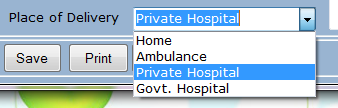 Place of Delivery Private Hospital
Home
Ambulance
Save Print Private Hospital
Govt. Hospital